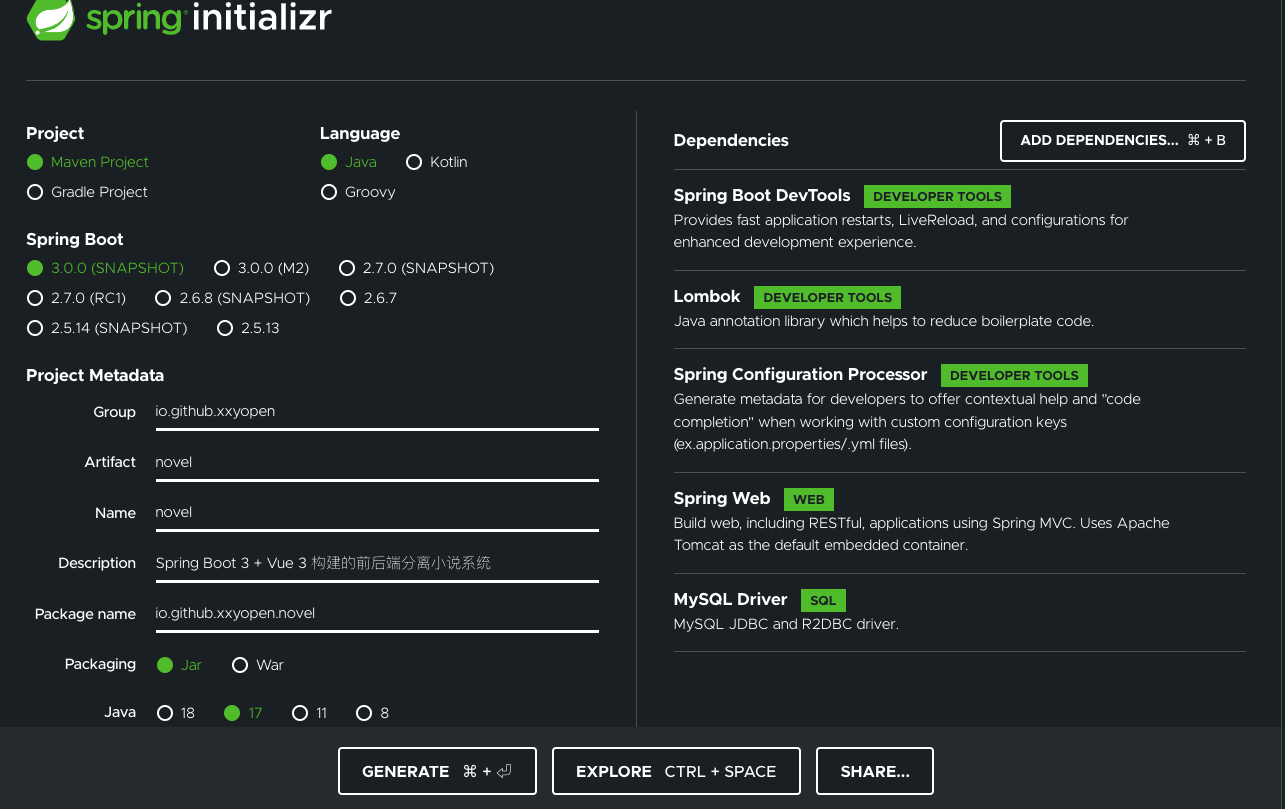 spring initializr
Project
Maven Project
Gradle Project
Language
Java Kotlin
Groovy
Spring Boot
3.0.0 (SNAPSHOT) 3.0.0 (M2) 2.7.0 (SNAPSHOT)
2.7.0 (RC1) 2.6.8 (SNAPSHOT) 2.6.7
2.5.14 (SNAPSHOT) 2.5.13
Project Metadata
Group io.github.xxyopen
Artifact novel
Name novel
Description Spring Boot 3 + Vue 3 构建的前后端分离小说系统
Package name io.github.xxyopen.novel
Packaging Jar War
Java 18 17 11 8
Dependencies
ADD DEPENDENCIES... ⌘ + B
Spring Boot DevTools DEVELOPER TOOLS
Provides fast application restarts, LiveReload, and configurations for
enhanced development experience.
Lombok DEVELOPER TOOLS
Java annotation library which helps to reduce boilerplate code.
Spring Configuration Processor DEVELOPER TOOLS
Generate metadata for developers to offer contextual help and "code
completion" when working with custom configuration keys
(ex.application.properties/.yml files).
Spring Web WEB
Build web, including RESTful, applications using Spring MVC. Uses Apache
Tomcat as the default embedded container.
MySQL Driver SQL
MySQL JDBC and R2DBC driver.
GENERATE ⌘ + ⏎
EXPLORE CTRL + SPACE
SHARE...